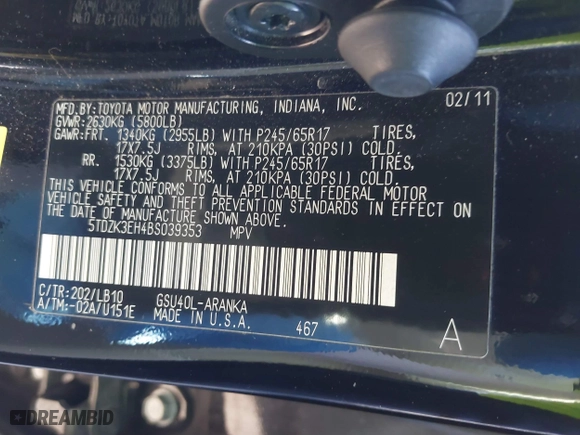 MFD.BY:TOYOTA MOTOR MANUFACTURING, INDIANA, INC. 02/11
GVWR:2630KG (5800LB)
GAWR:FRT. 1340KG (2955LB) WITH P245/65R17 TIRES,
17X7.5J RIMS, AT 210KPA (30PSI) COLD.
RR. 1530KG (3375LB) WITH P245/65R17 TIRES,
17X7.5J RIMS, AT 210KPA (30PSI) COLD.
THIS VEHICLE CONFORMS TO ALL APPLICABLE FEDERAL MOTOR
VEHICLE SAFETY AND THEFT PREVENTION STANDARDS IN EFFECT ON
THE DATE OF MANUFACTURE SHOWN ABOVE.
5TDZK3EH4BS039353 MPV
C/TR:202/LB10 GSU40L-ARANKA
A/TM:-02A/U151E MADE IN U.S.A. 467
A
DREAMBID